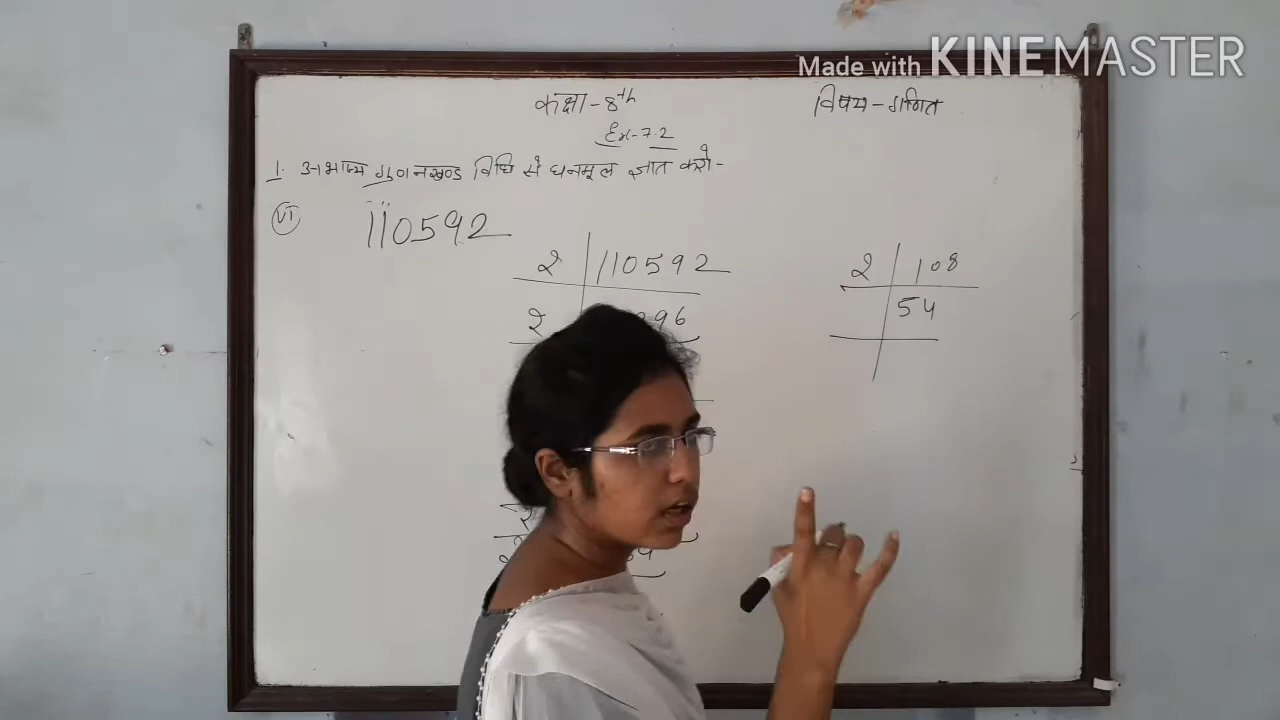 Made with KINEMASTER
कक्षा - 8th
विषय - गणित
Ex - 7.2
1. अभाज्य गुणनखण्ड विधि से घनमूल ज्ञात करो -
VI
110592
2 | 110592
2 | 96
2 | 108
54